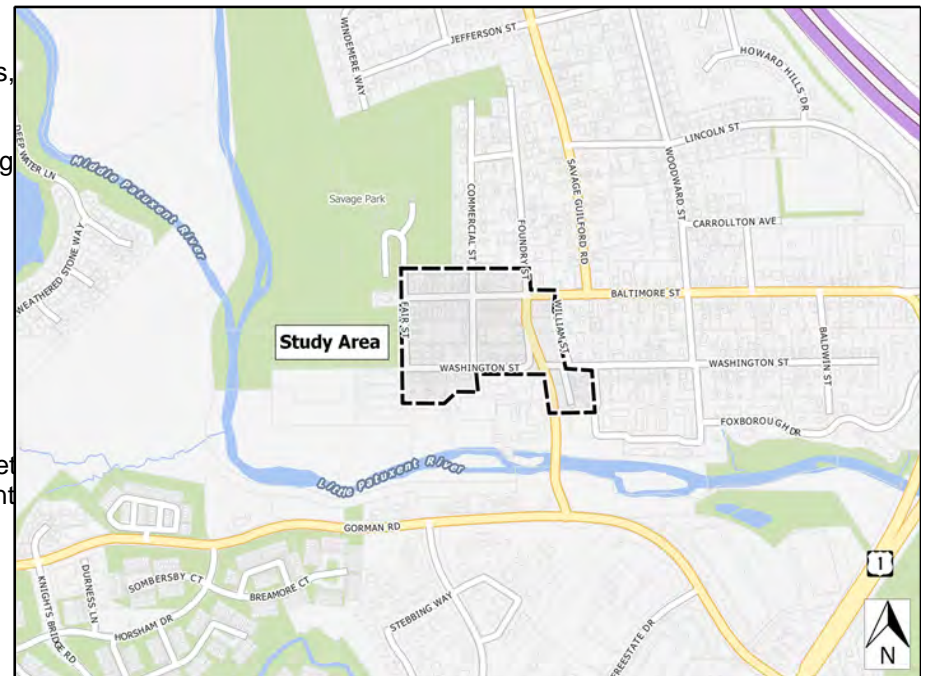 JEFFERSON ST
WINDEMERE WAY
HOWARD HILLS DR
s,
LINCOLN ST
g
DEEP WATER LN
Middle Patuxent River
WOODWARD ST
SAVAGE GUILFORD RD
COMMERCIAL ST
Savage Park
FOUNDRY ST
CARROLLTON AVE
WEATHERED STONE WAY
BALTIMORE ST
FAIR ST
WILLIAM ST
Study Area
BALDWIN ST
WASHINGTON ST
WASHINGTON ST
FOXBOROUGH DR
et
Little Patuxent River
nt
GORMAN RD
1
SOMBERSBY CT
BREAMORE CT
DURNESS LN
KNIGHTS BRIDGE RD
STEBBING WAY
HORSHAM DR
FREESTATE DR
N